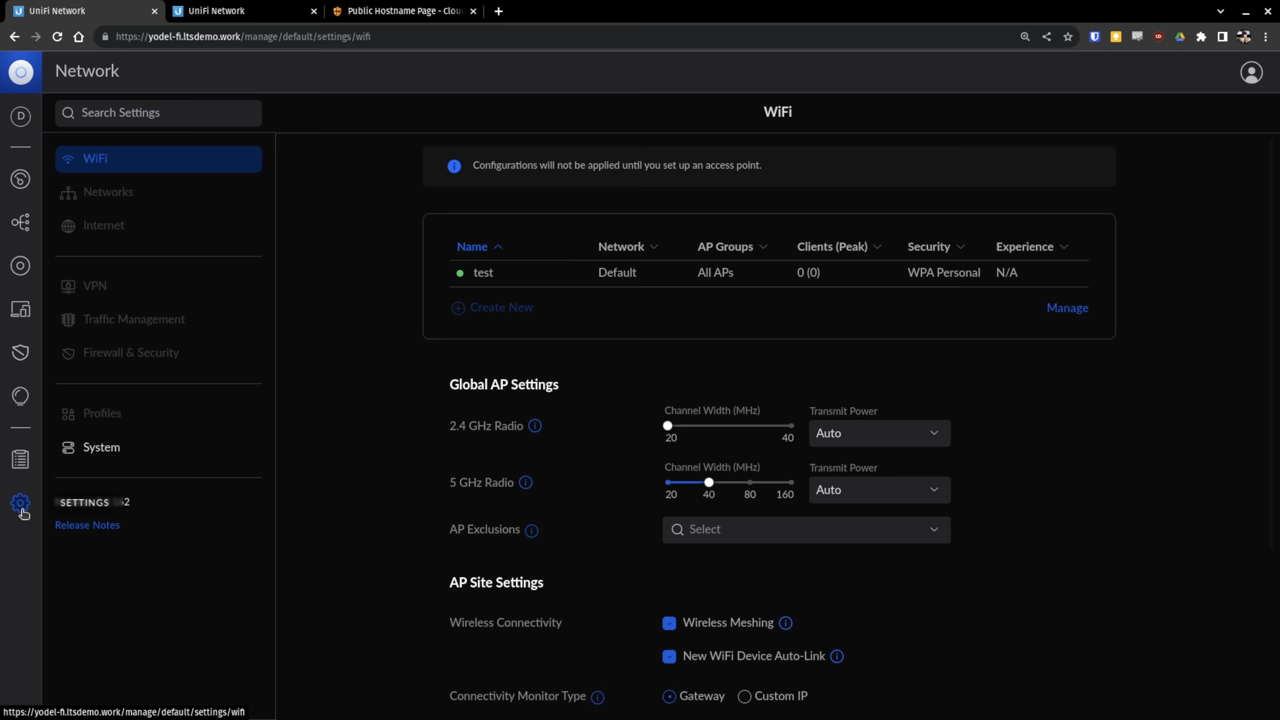 UniFi Network
UniFi Network
Public Hostname Page - Clou
https://yodel-fi.ltsdemo.work/manage/default/settings/wifi
Network
D
Search Settings
WiFi
WiFi
Networks
Internet
VPN
Traffic Management
Firewall & Security
Profiles
System
SETTINGS
Release Notes
Configurations will not be applied until you set up an access point.
Name Network AP Groups Clients (Peak) Security Experience
test Default All APs 0 (0) WPA Personal N/A
Create New Manage
Global AP Settings
Channel Width (MHz) Transmit Power
2.4 GHz Radio Auto
20 40
Channel Width (MHz) Transmit Power
5 GHz Radio Auto
20 40 80 160
AP Exclusions Select
AP Site Settings
Wireless Connectivity Wireless Meshing
New WiFi Device Auto-Link
Connectivity Monitor Type Gateway Custom IP
https://yodel-fi.ltsdemo.work/manage/default/settings/wifi